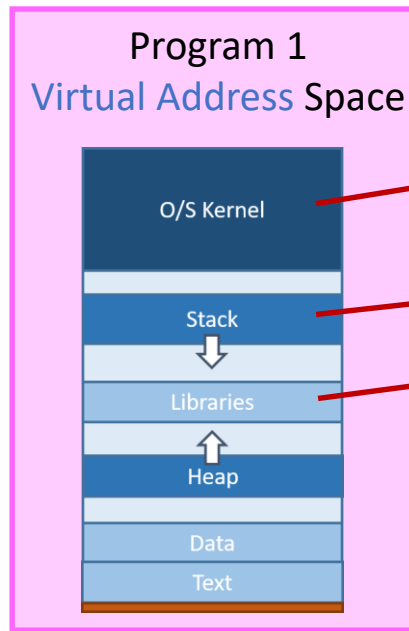 Program 1
Virtual Address Space
O/S Kernel
Stack
Libraries
Heap
Data
Text